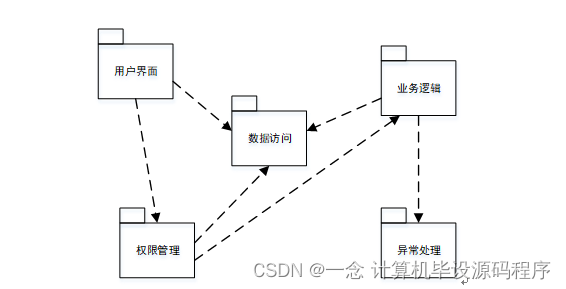 用户界面
业务逻辑
数据访问
权限管理
异常处理
CSDN @一念 计算机毕设源码程序